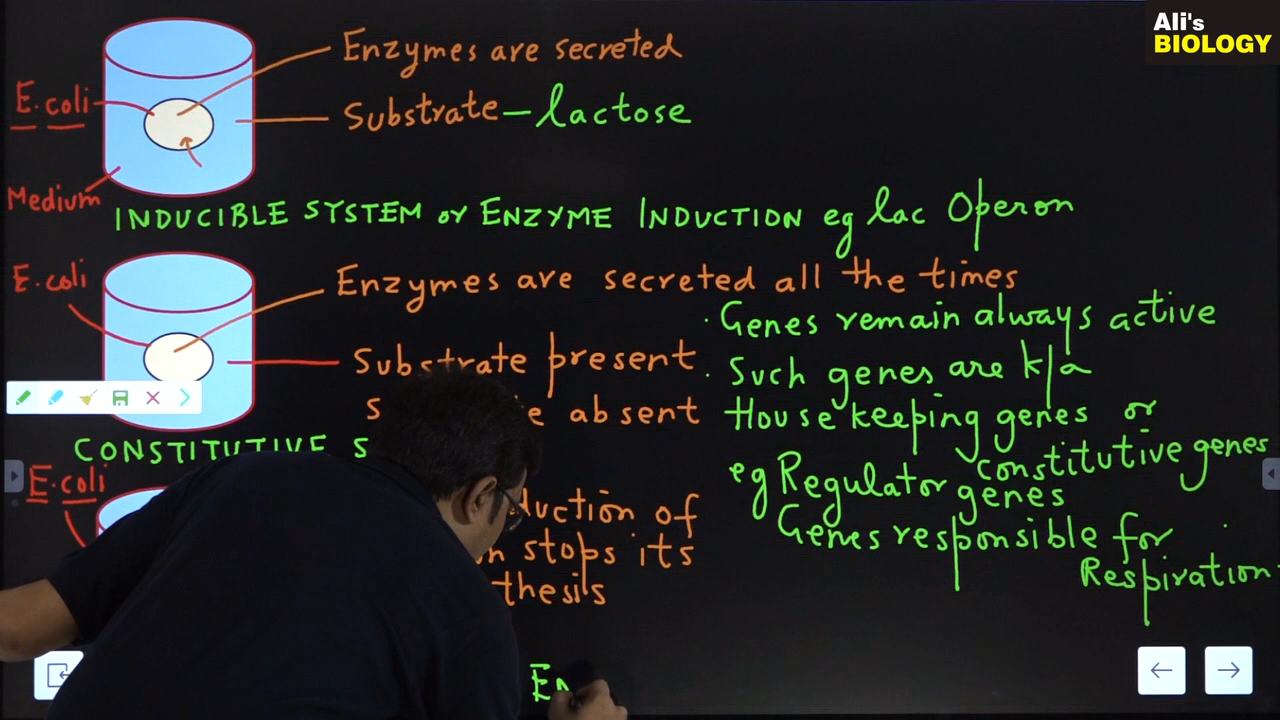 Ali's
BIOLOGY
Enzymes are secreted
E.coli
Substrate - lactose
Medium
INDUCIBLE SYSTEM or ENZYME INDUCTION eg lac Operon
E.coli
Enzymes are secreted all the times
Substrate present
absent
CONSTITUTIVE S
· Genes remain always active
· Such genes are k/a
House keeping genes or
constitutive genes
eg Regulator genes
Genes responsible for
Respiration
E.coli
duction of
stops its
thesis